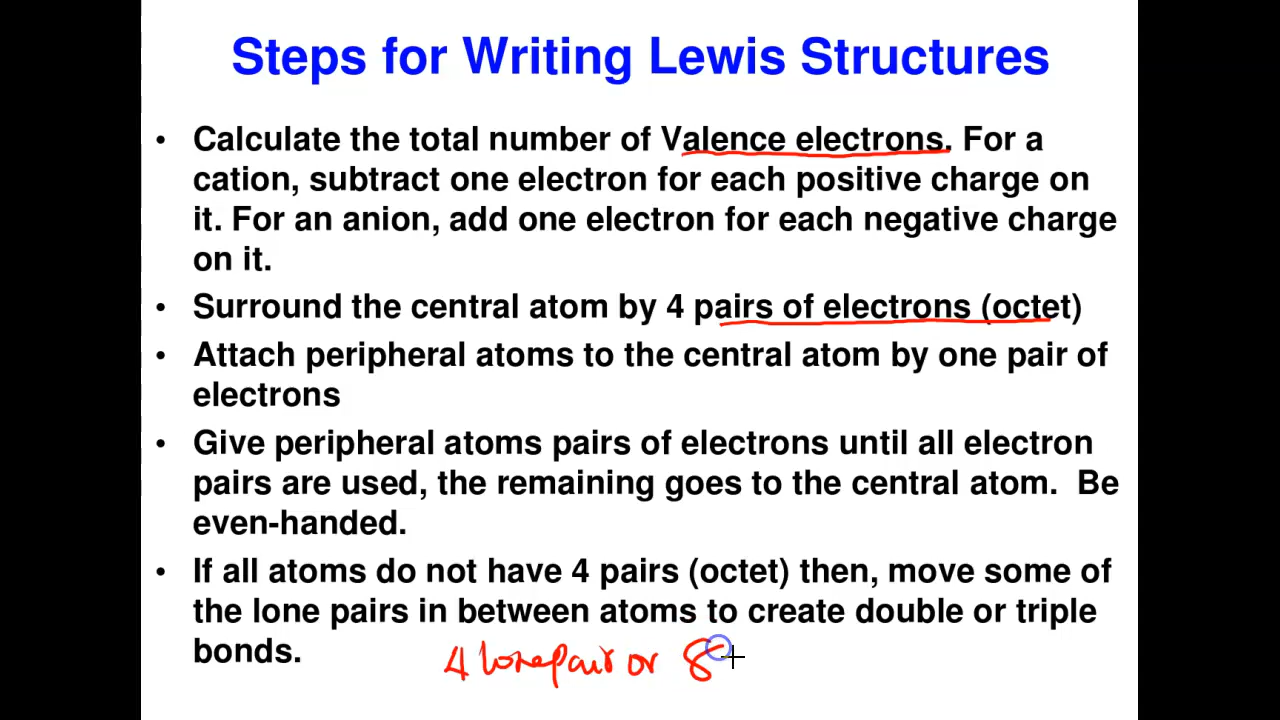 Steps for Writing Lewis Structures
• Calculate the total number of Valence electrons. For a
cation, subtract one electron for each positive charge on
it. For an anion, add one electron for each negative charge
on it.
• Surround the central atom by 4 pairs of electrons (octet)
• Attach peripheral atoms to the central atom by one pair of
electrons
• Give peripheral atoms pairs of electrons until all electron
pairs are used, the remaining goes to the central atom. Be
even-handed.
• If all atoms do not have 4 pairs (octet) then, move some of
the lone pairs in between atoms to create double or triple
bonds.
4 lone pair or 8